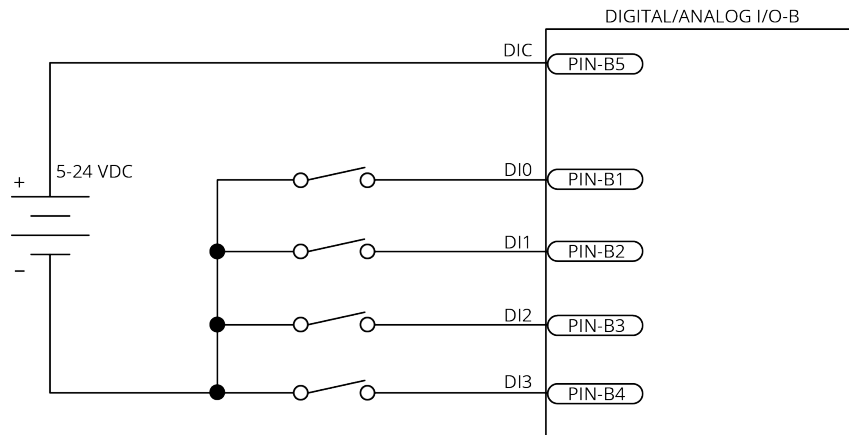 DIGITAL/ANALOG I/O-B
DIC PIN-B5
5-24 VDC
+
DI0 PIN-B1
DI1 PIN-B2
–
DI2 PIN-B3
DI3 PIN-B4